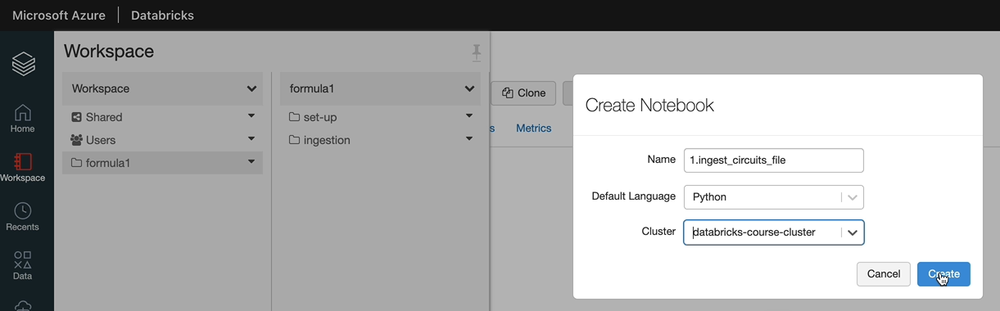 Microsoft Azure | Databricks
Workspace
Workspace
formula1
Clone
Shared
set-up
Users
ingestion
formula1
s
Metrics
Home
Workspace
Recents
Data
Create Notebook
Name 1.ingest_circuits_file
Default Language Python
Cluster databricks-course-cluster
Cancel Create